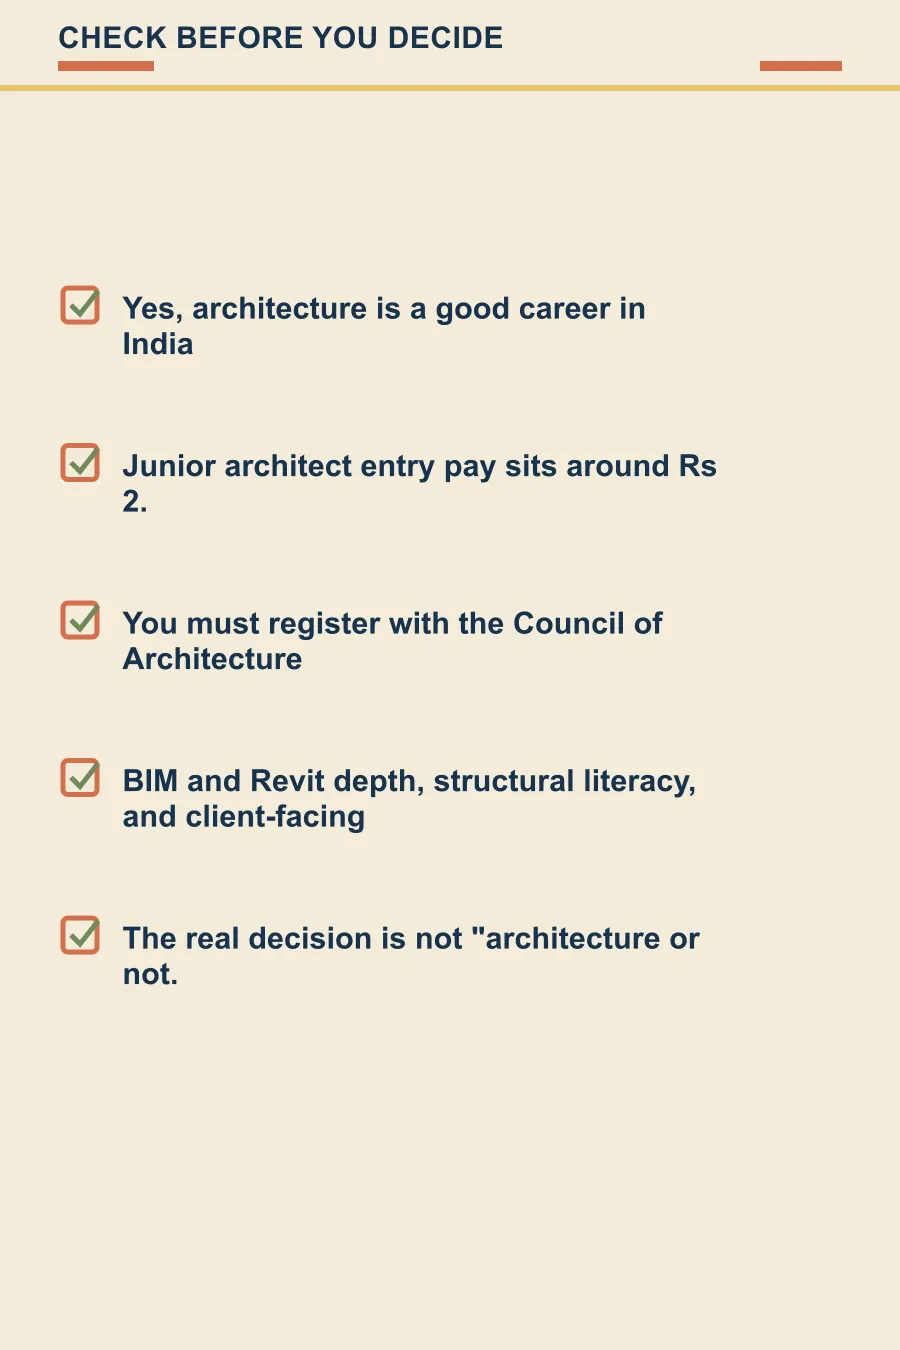 CHECK BEFORE YOU DECIDE
Yes, architecture is a good career in
India
Junior architect entry pay sits around Rs
2.
You must register with the Council of
Architecture
BIM and Revit depth, structural literacy,
and client-facing
The real decision is not "architecture or
not.